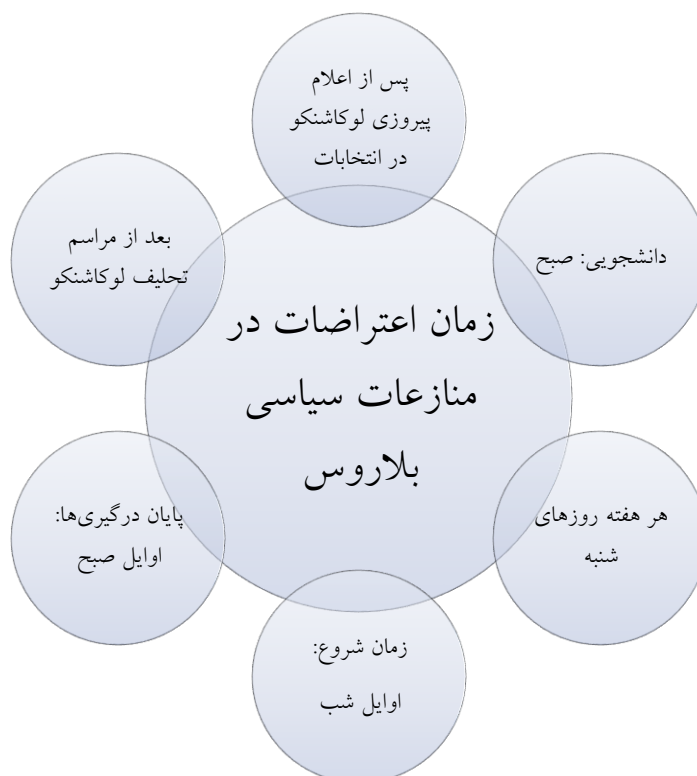 پس از اعلام
پیروزی لوکاشنکو
در انتخابات
دانشجویی: صبح
هر هفته روزهای
شنبه
زمان شروع:
اوایل شب
پایان درگیری‌ها:
اوایل صبح
بعد از مراسم
تحلیف لوکاشنکو
زمان اعتراضات در
منازعات سیاسی
بلاروس